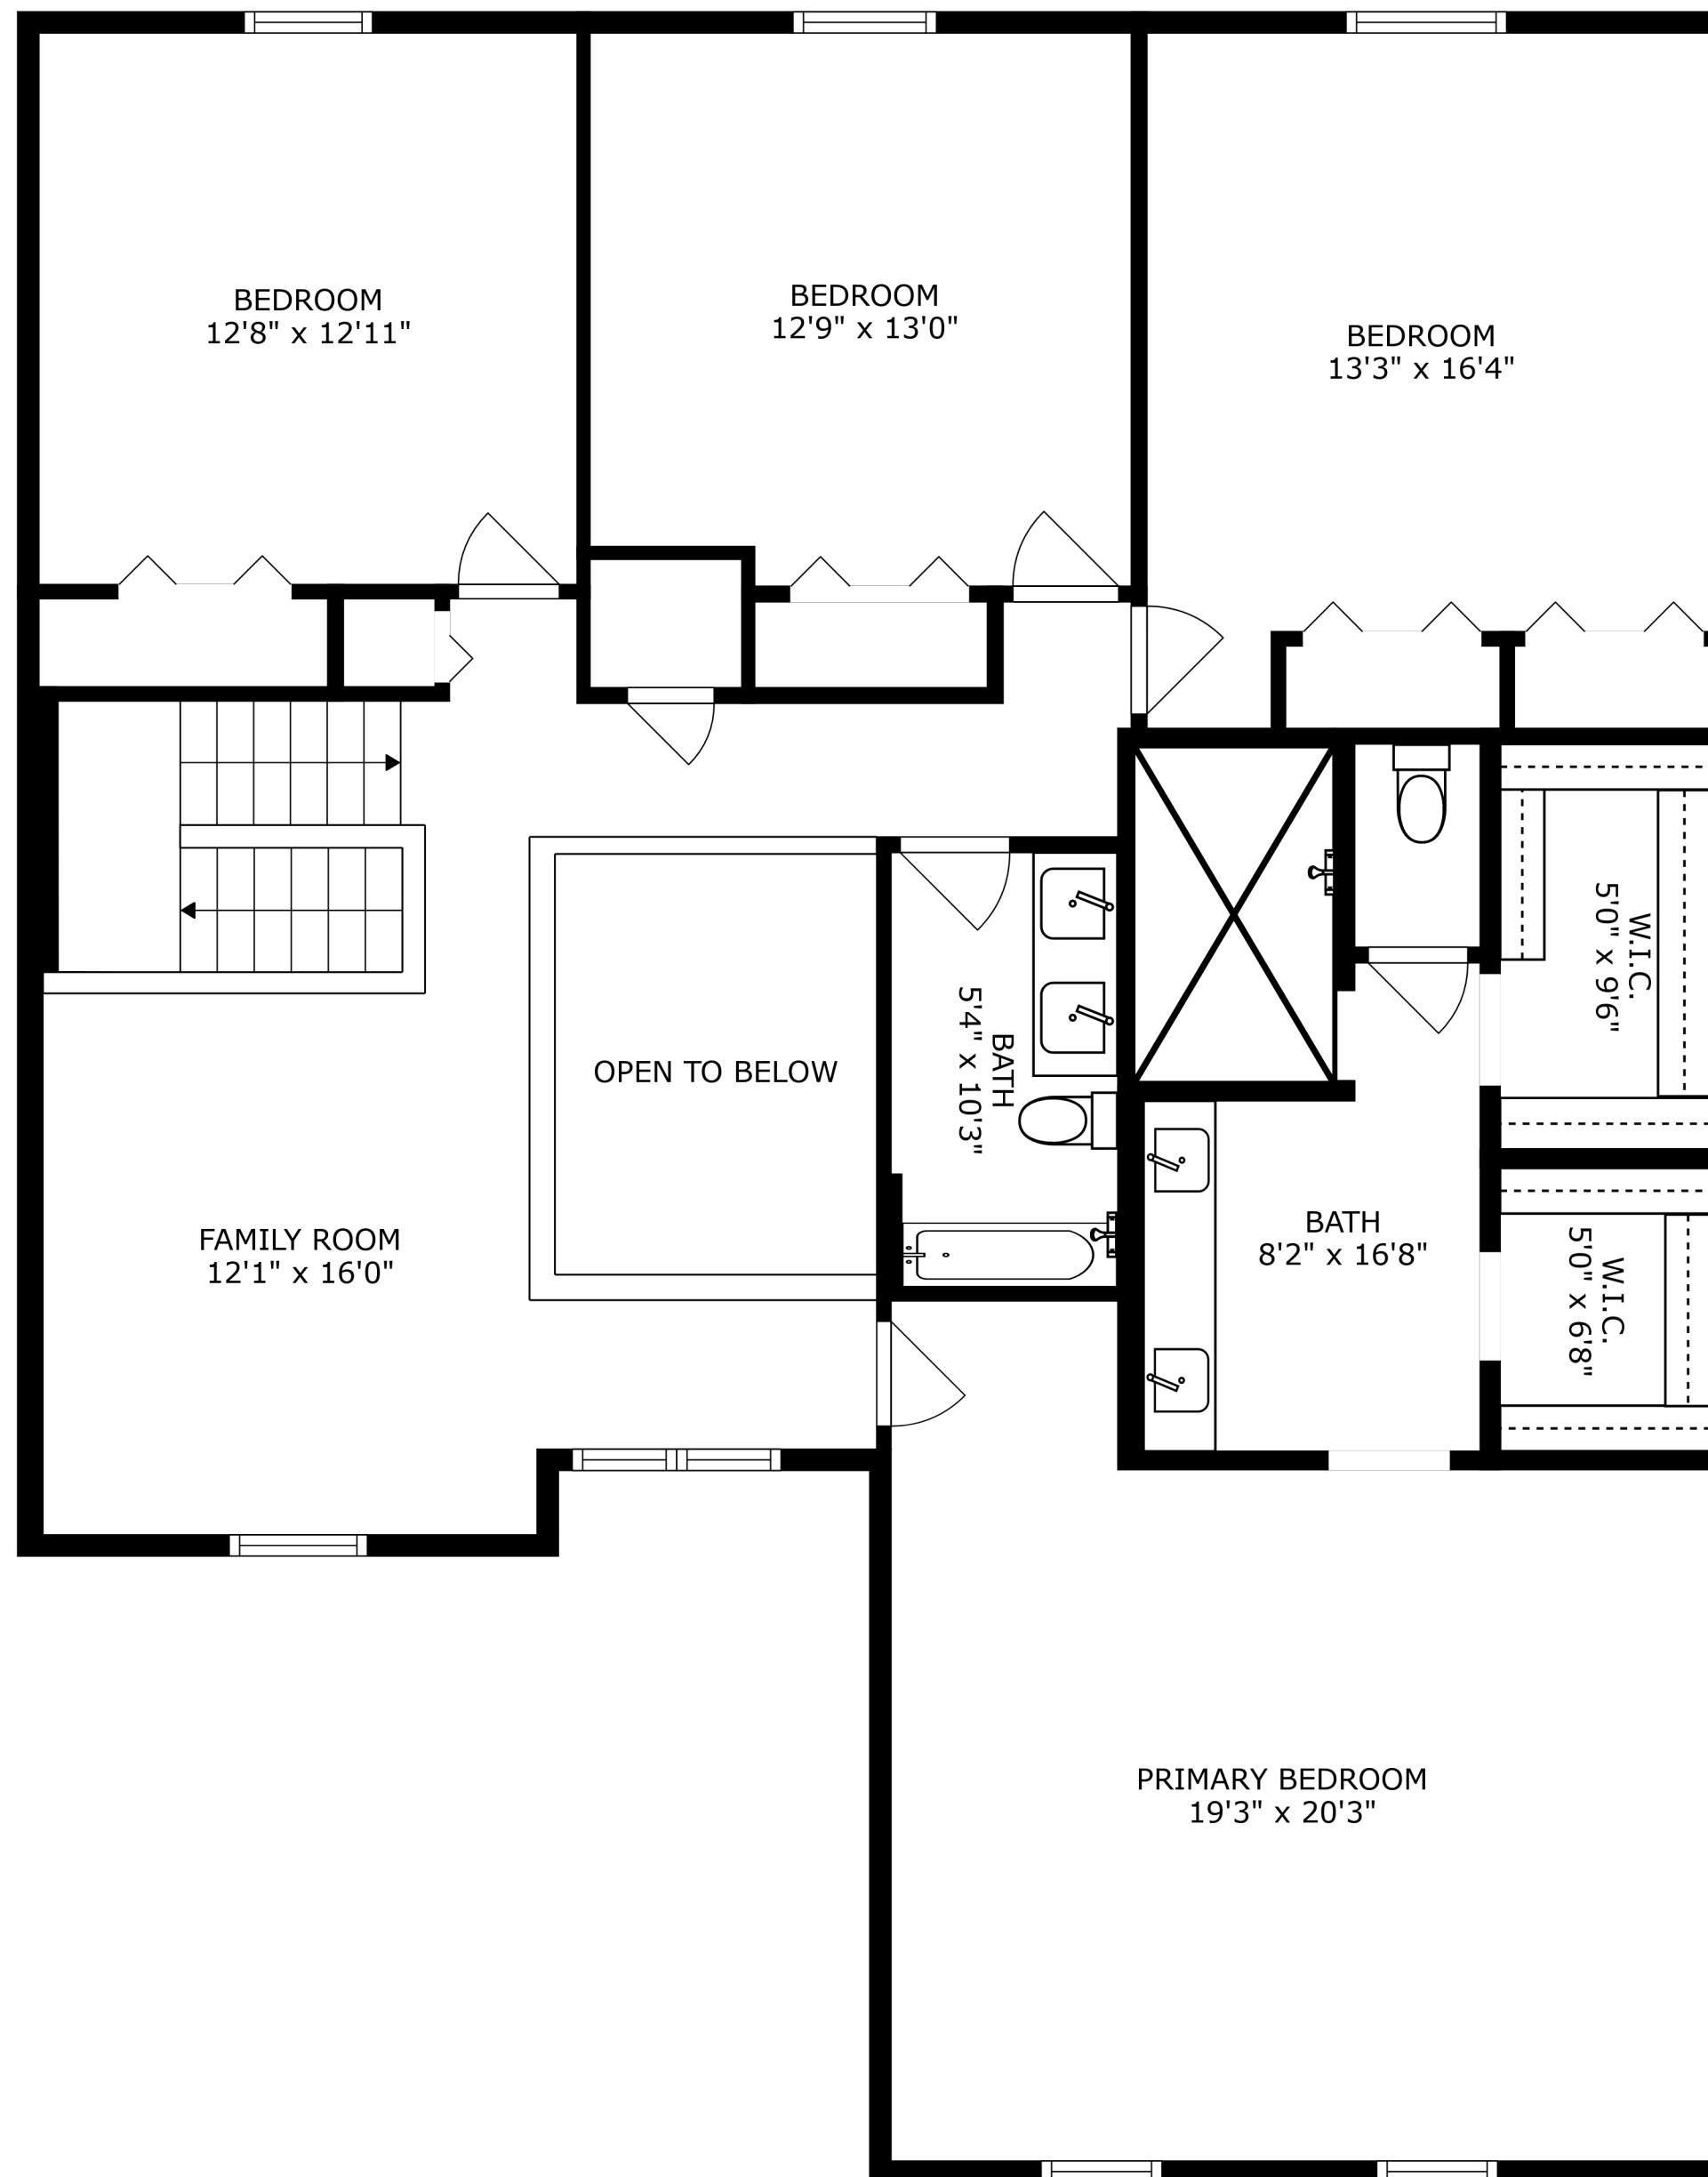 BEDROOM
12'8" x 12'11"
BEDROOM
12'9" x 13'0"
BEDROOM
13'3" x 16'4"
W.I.C.
5'0" x 9'6"
OPEN TO BELOW
BATH
5'4" x 10'3"
FAMILY ROOM
12'1" x 16'0"
BATH
8'2" x 16'8"
W.I.C.
5'0" x 6'8"
PRIMARY BEDROOM
19'3" x 20'3"